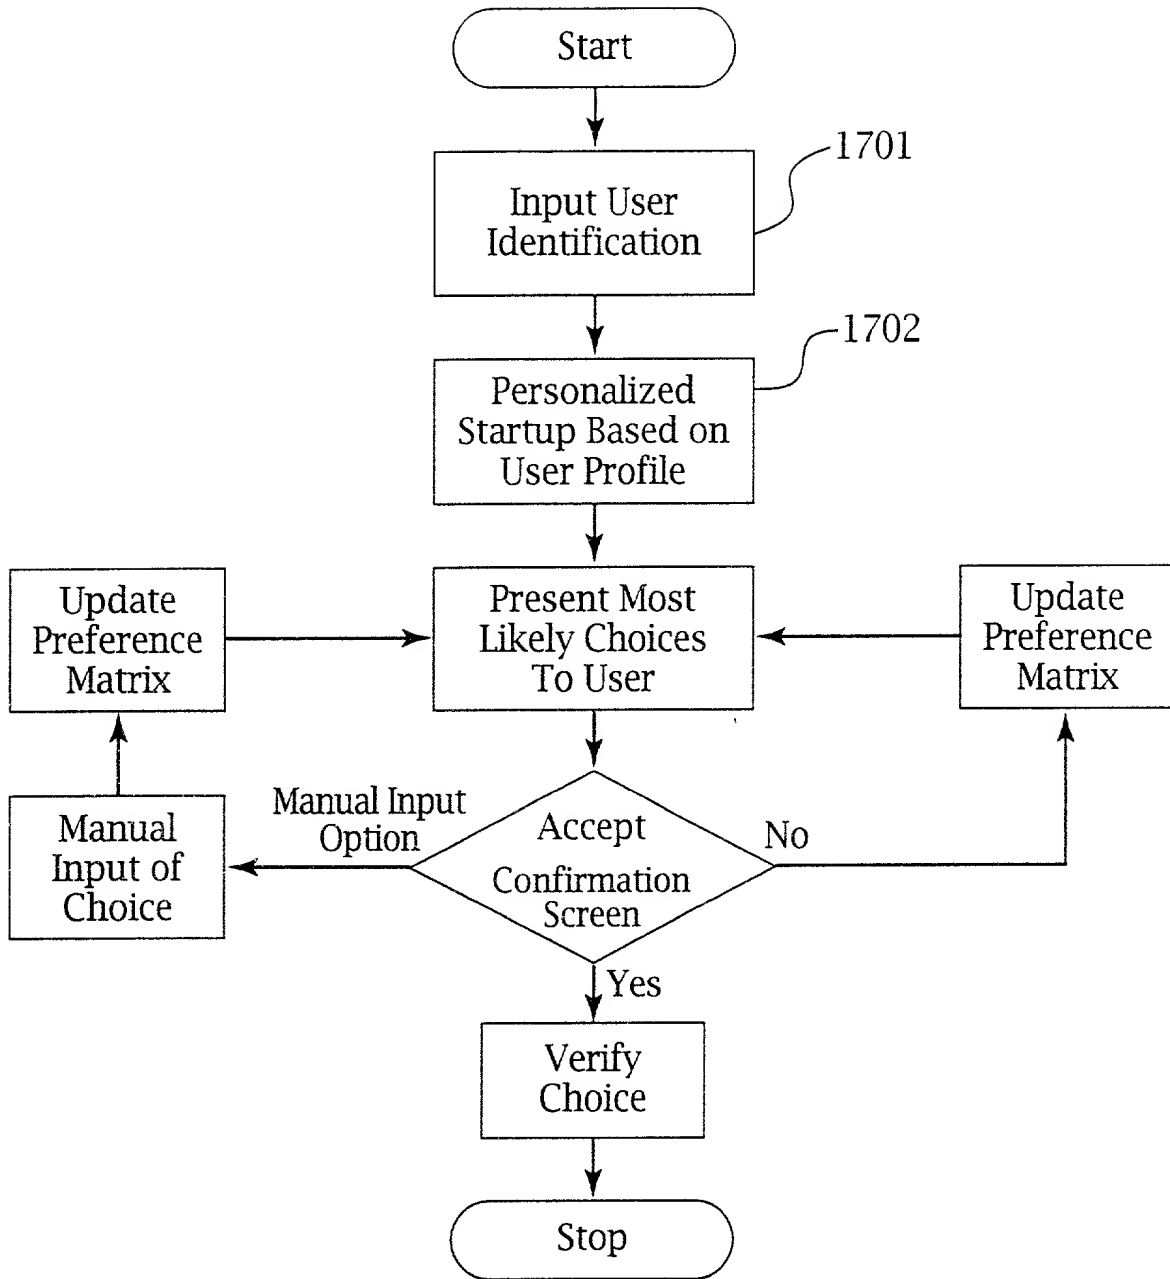 Start
1701
Input User
Identification
1702
Personalized
Startup Based on
User Profile
Update
Preference
Matrix
Present Most
Likely Choices
To User
Update
Preference
Matrix
Manual
Input of
Choice
Manual Input
Option
Accept
Confirmation
Screen
No
Yes
Verify
Choice
Stop